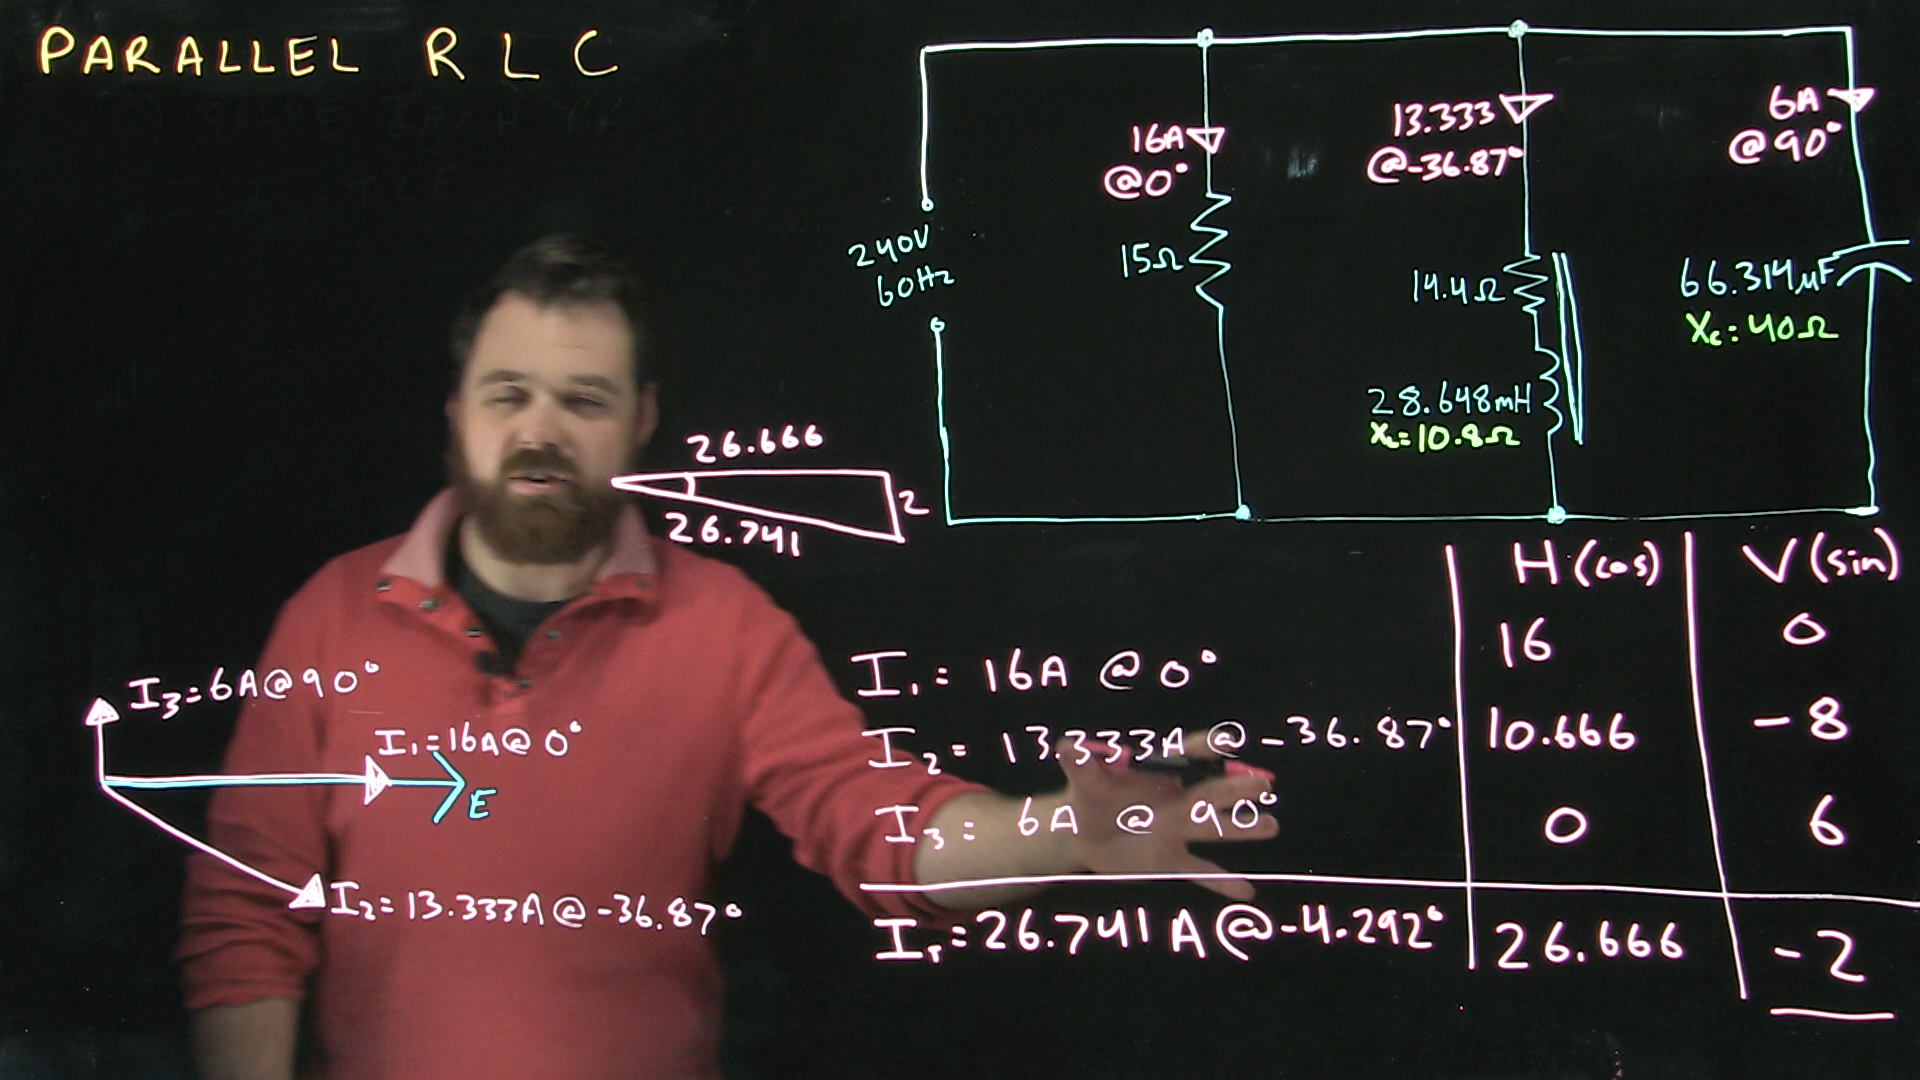 PARALLEL R L C
16A
@0°
13.333
@-36.87°
6A
@90°
240V
60Hz
15Ω
14.4Ω
28.648mH
XL=10.8Ω
66.314µF
Xc=40Ω
26.666
26.741
2
I3=6A@90°
I1=16A@0°
E
I2=13.333A@-36.87°
H(cos) V(sin)
I1= 16A @ 0° 16 0
I2= 13.333A @ -36.87° 10.666 -8
I3= 6A @ 90° 0 6
IT=26.741A@-4.292° 26.666 -2